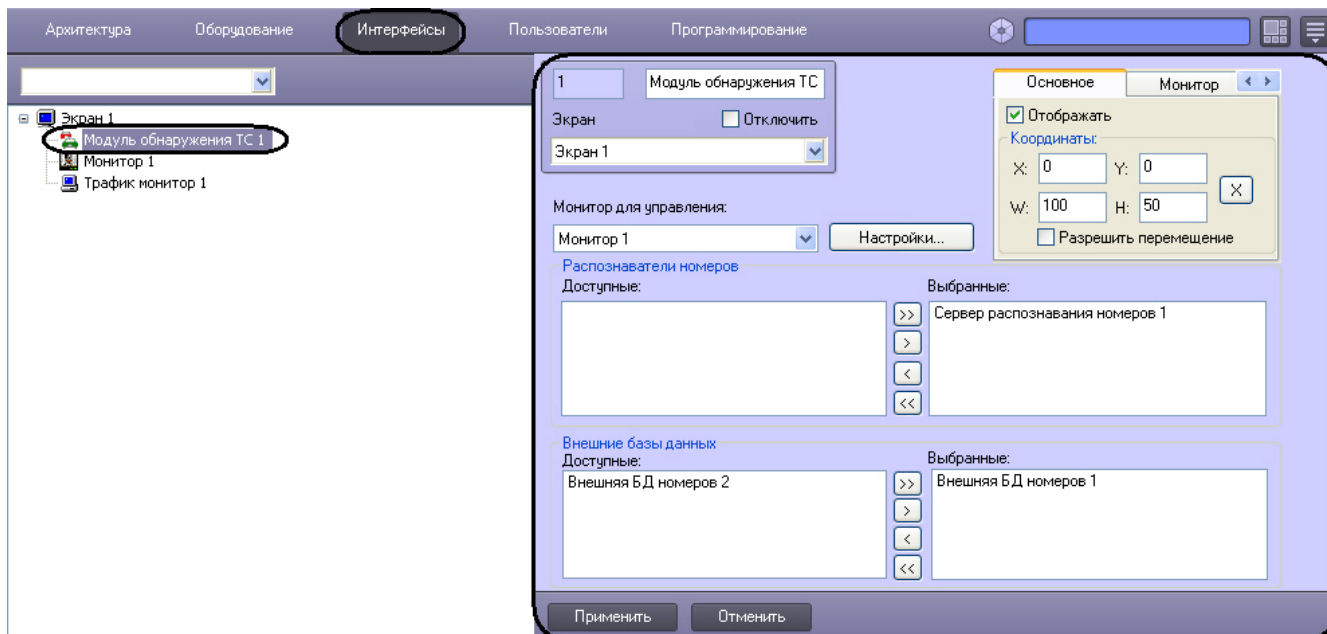 Архитектура Оборудование Интерфейсы Пользователи Программирование
Экран 1
Модуль обнаружения ТС 1
Монитор 1
Трафик монитор 1
1 Модуль обнаружения ТС
Экран Отключить
Экран 1
Основное Монитор
Отображать
Координаты:
X: 0 Y: 0
X
W: 100 H: 50
Разрешить перемещение
Монитор для управления:
Монитор 1 Настройки...
Распознаватели номеров
Доступные: Выбранные:
Сервер распознавания номеров 1
>>
>
<
<<
Внешние базы данных
Доступные: Выбранные:
Внешняя БД номеров 2 >> Внешняя БД номеров 1
>
<
<<
Применить Отменить